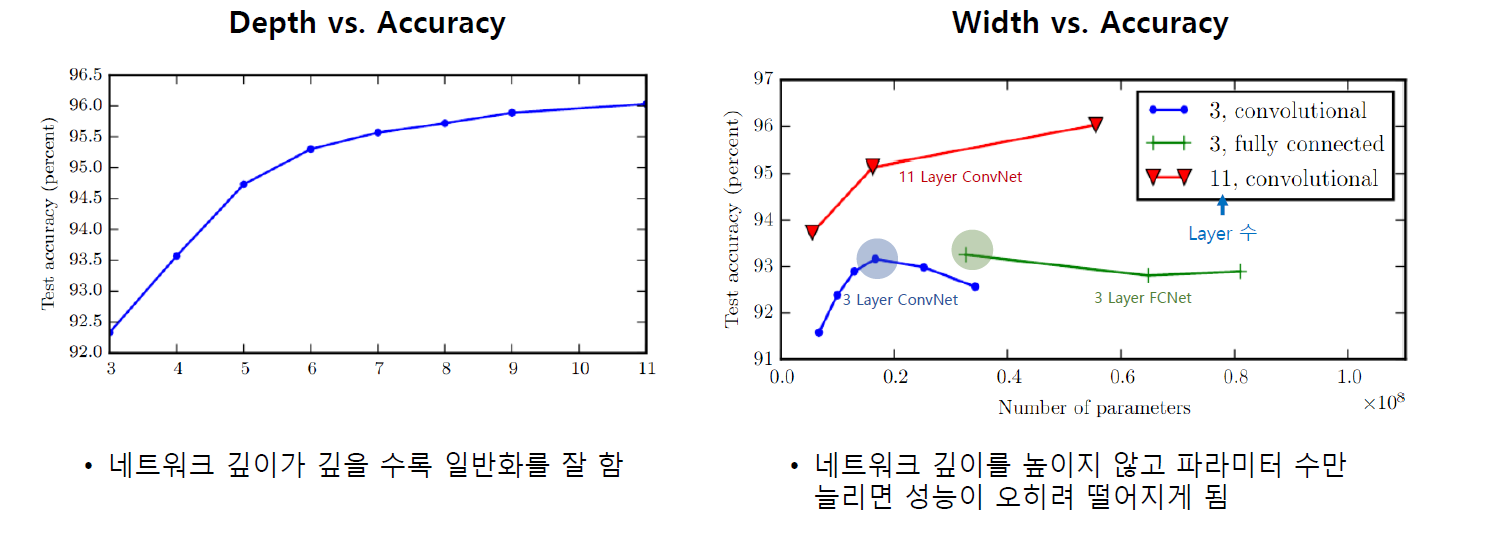 Depth vs. Accuracy
96.5
96.0
95.5
95.0
94.5
94.0
93.5
93.0
92.5
92.0
Test accuracy (percent)
3 4 5 6 7 8 9 10 11
• 네트워크 깊이가 깊을 수록 일반화를 잘 함
Width vs. Accuracy
97
96
95
94
93
92
91
Test accuracy (percent)
3, convolutional
3, fully connected
11, convolutional
Layer 수
11 Layer ConvNet
3 Layer ConvNet
3 Layer FCNet
0.0 0.2 0.4 0.6 0.8 1.0
×10⁸
Number of parameters
• 네트워크 깊이를 높이지 않고 파라미터 수만
늘리면 성능이 오히려 떨어지게 됨